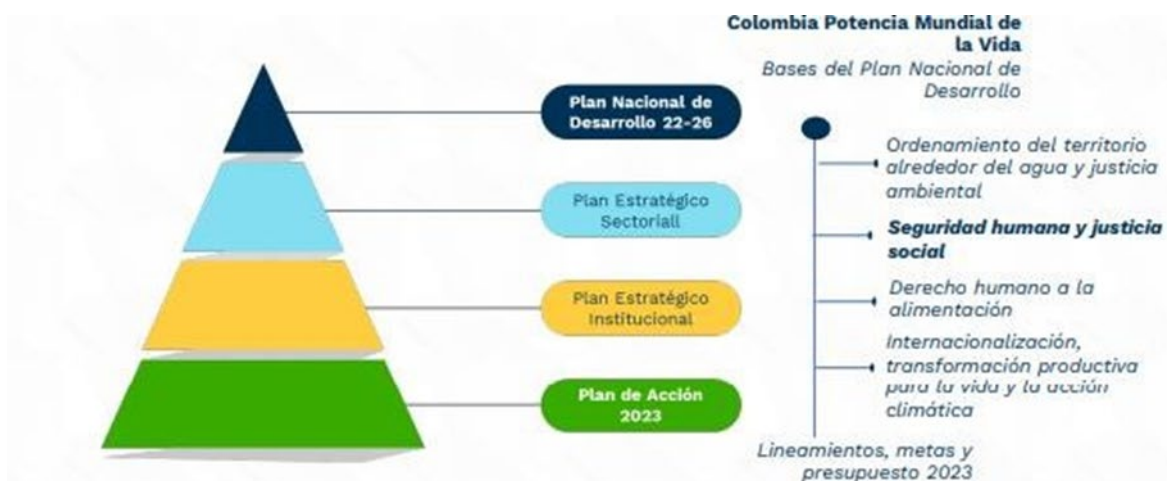 Colombia Potencia Mundial de
la Vida
Bases del Plan Nacional de
Desarrollo
Plan Nacional de
Desarrollo 22-26
Plan Estratégico
Sectoriall
Plan Estratégico
Institucional
Plan de Acción
2023
Ordenamiento del territorio
alrededor del agua y justicia
ambiental
Seguridad humana y justicia
social
Derecho humano a la
alimentación
Internacionalización,
transformación productiva
para la vida y la acción
climática
Lineamientos, metas y
presupuesto 2023